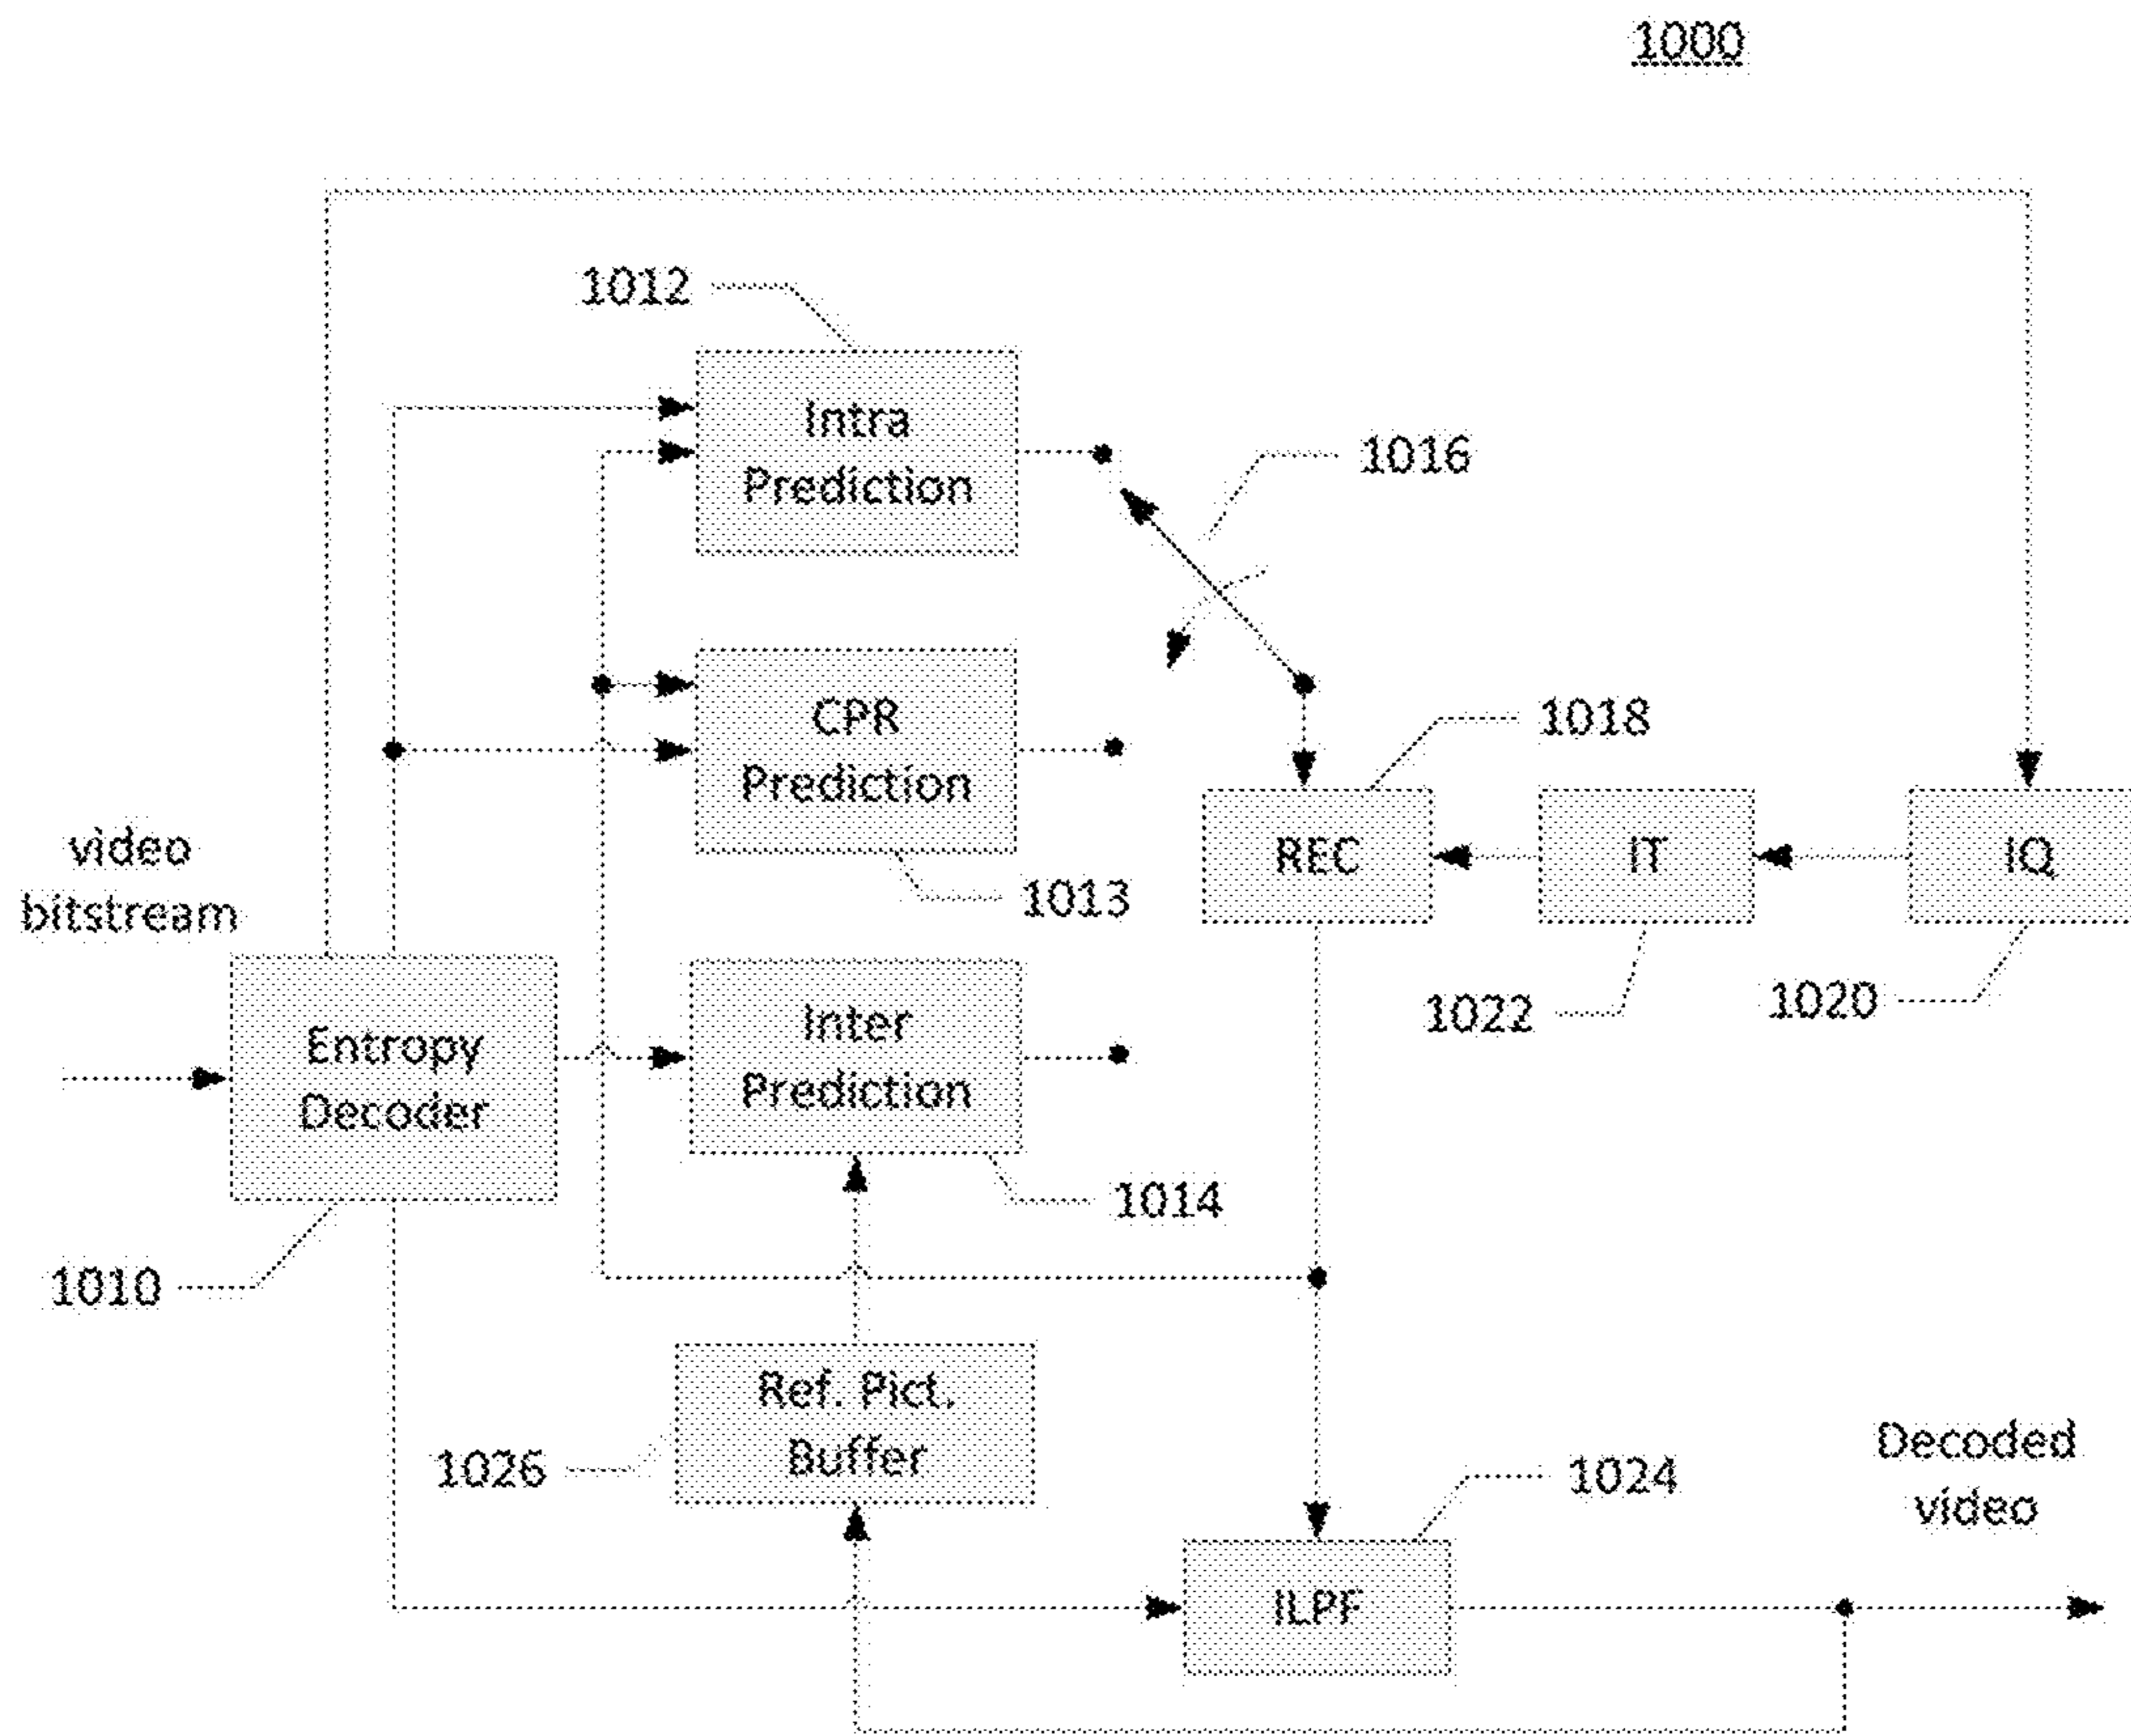 1000
1012
Intra
Prediction
1016
CPR
Prediction
1018
video
bitstream
REC
IT
IQ
1013
Inter
Prediction
1022
1020
Entropy
Decoder
1014
1010
Ref. Pict.
Buffer
1026
1024
Decoded
video
ILPF